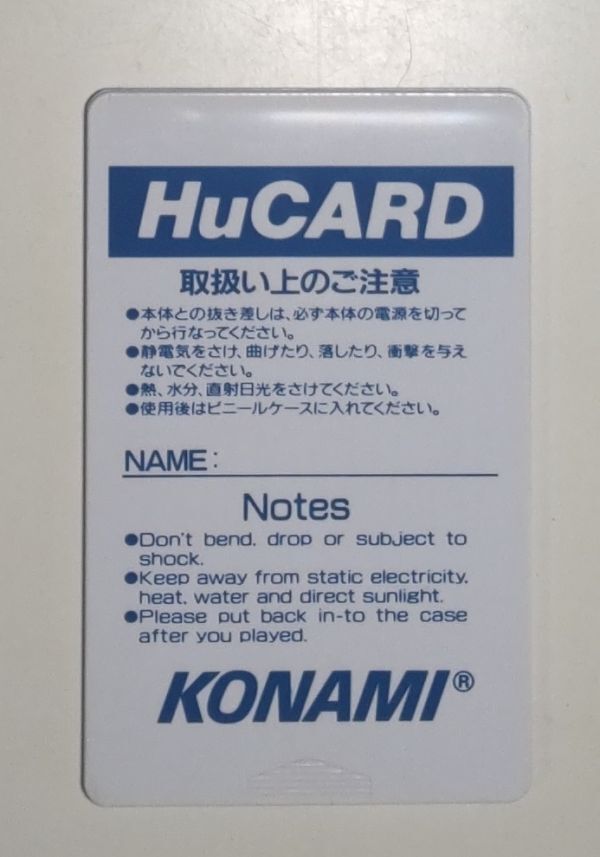 HuCARD
取扱い上のご注意
●本体との抜き差しは、必ず本体の電源を切って
から行なってください。
●静電気をさけ、曲げたり、落したり、衝撃を与え
ないでください。
●熱、水分、直射日光をさけてください。
●使用後はビニールケースに入れてください。
NAME:
Notes
●Don't bend, drop or subject to
shock.
●Keep away from static electricity,
heat, water and direct sunlight.
●Please put back in-to the case
after you played.
KONAMI®